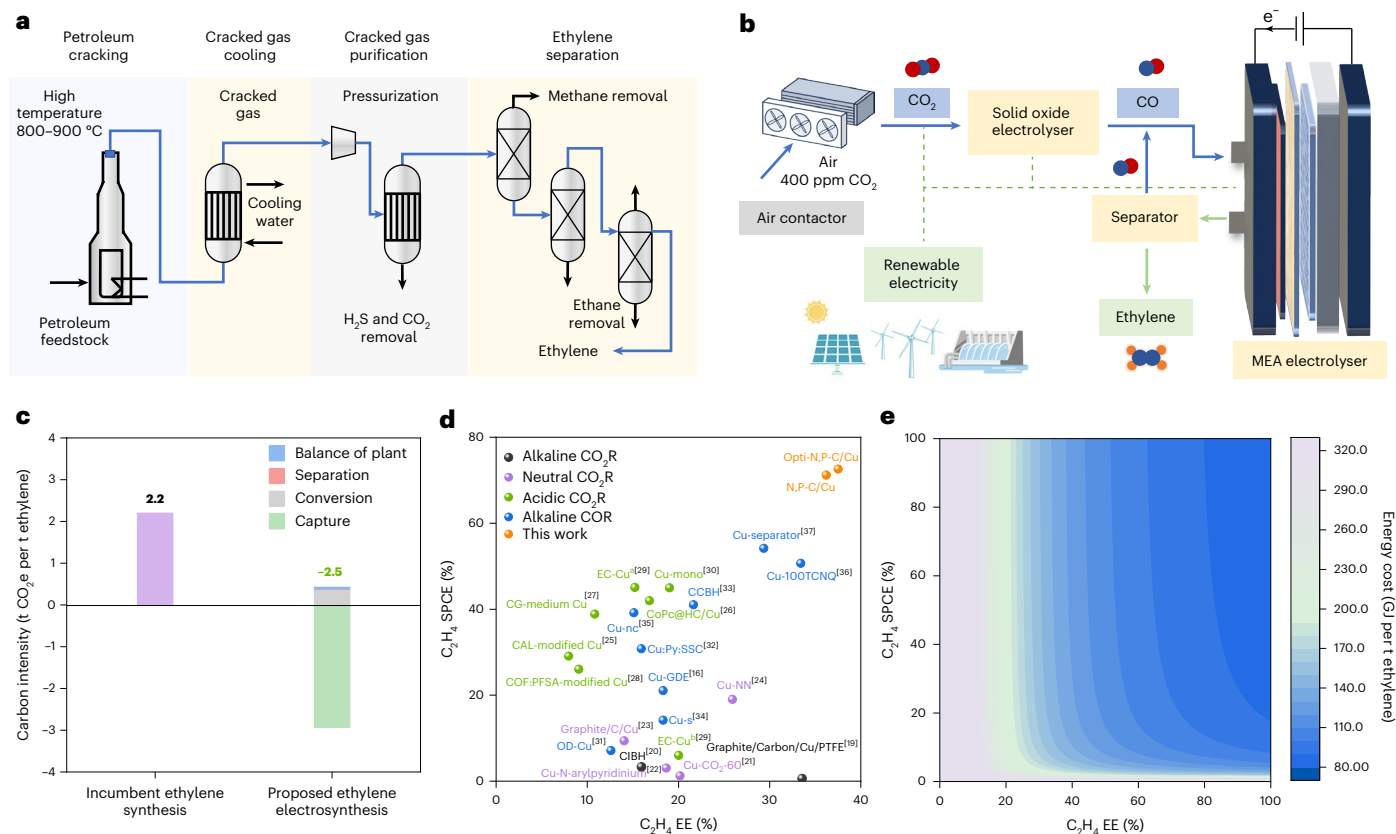 a
Petroleum
cracking
Cracked gas
cooling
Cracked gas
purification
Ethylene
separation
High
temperature
800–900 °C
Cracked
gas
Pressurization
Methane removal
Cooling
water
Petroleum
feedstock
H2S and CO2
removal
Ethane
removal
Ethylene
b
e−
CO2
Solid oxide
electrolyser
CO
Air
400 ppm CO2
Air contactor
Separator
Renewable
electricity
Ethylene
MEA electrolyser
c
Carbon intensity (t CO2e per t ethylene)
4
3
2
1
0
−1
−2
−3
−4
Balance of plant
Separation
Conversion
Capture
2.2
−2.5
Incumbent ethylene
synthesis
Proposed ethylene
electrosynthesis
d
C2H4 SPCE (%)
80
60
40
20
0
Alkaline CO2R
Neutral CO2R
Acidic CO2R
Alkaline COR
This work
Opti-N,P-C/Cu
N,P-C/Cu
Cu-separator[37]
Cu-100TCNQ[36]
EC-Cua[29]
Cu-mono[30]
CCBH[33]
CG-medium Cu[27]
CoPc@HC/Cu[26]
Cu-nc[35]
CAL-modified Cu[25]
Cu:Py:SSC[32]
COF:PFSA-modified Cu[28]
Cu-GDE[16]
Cu-NN[24]
Cu-s[34]
Graphite/C/Cu[23]
OD-Cu[31]
CIBH[20]
EC-Cub[29]
Graphite/Carbon/Cu/PTFE[19]
Cu-N-arylpyridinium[22]
Cu-CO2-60[21]
0
10
20
30
40
C2H4 EE (%)
e
C2H4 SPCE (%)
100
80
60
40
20
0
0
20
40
60
80
100
C2H4 EE (%)
320.0
290.0
260.0
230.0
200.0
170.0
140.0
110.0
80.00
Energy cost (GJ per t ethylene)